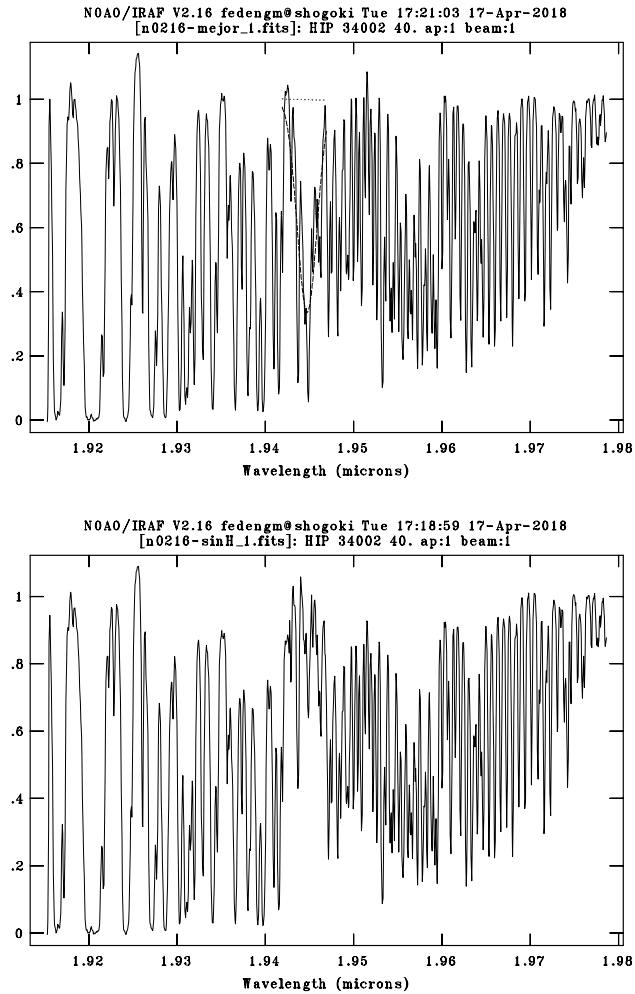 NOAO/IRAF V2.16 fedengm@shogoki Tue 17:21:03 17-Apr-2018
[n0216-mejor_1.fits]: HIP 34002 40. ap:1 beam:1
1
.8
.6
.4
.2
0
1.92 1.93 1.94 1.95 1.96 1.97 1.98
Wavelength (microns)
NOAO/IRAF V2.16 fedengm@shogoki Tue 17:18:59 17-Apr-2018
[n0216-sinH_1.fits]: HIP 34002 40. ap:1 beam:1
1
.8
.6
.4
.2
0
1.92 1.93 1.94 1.95 1.96 1.97 1.98
Wavelength (microns)